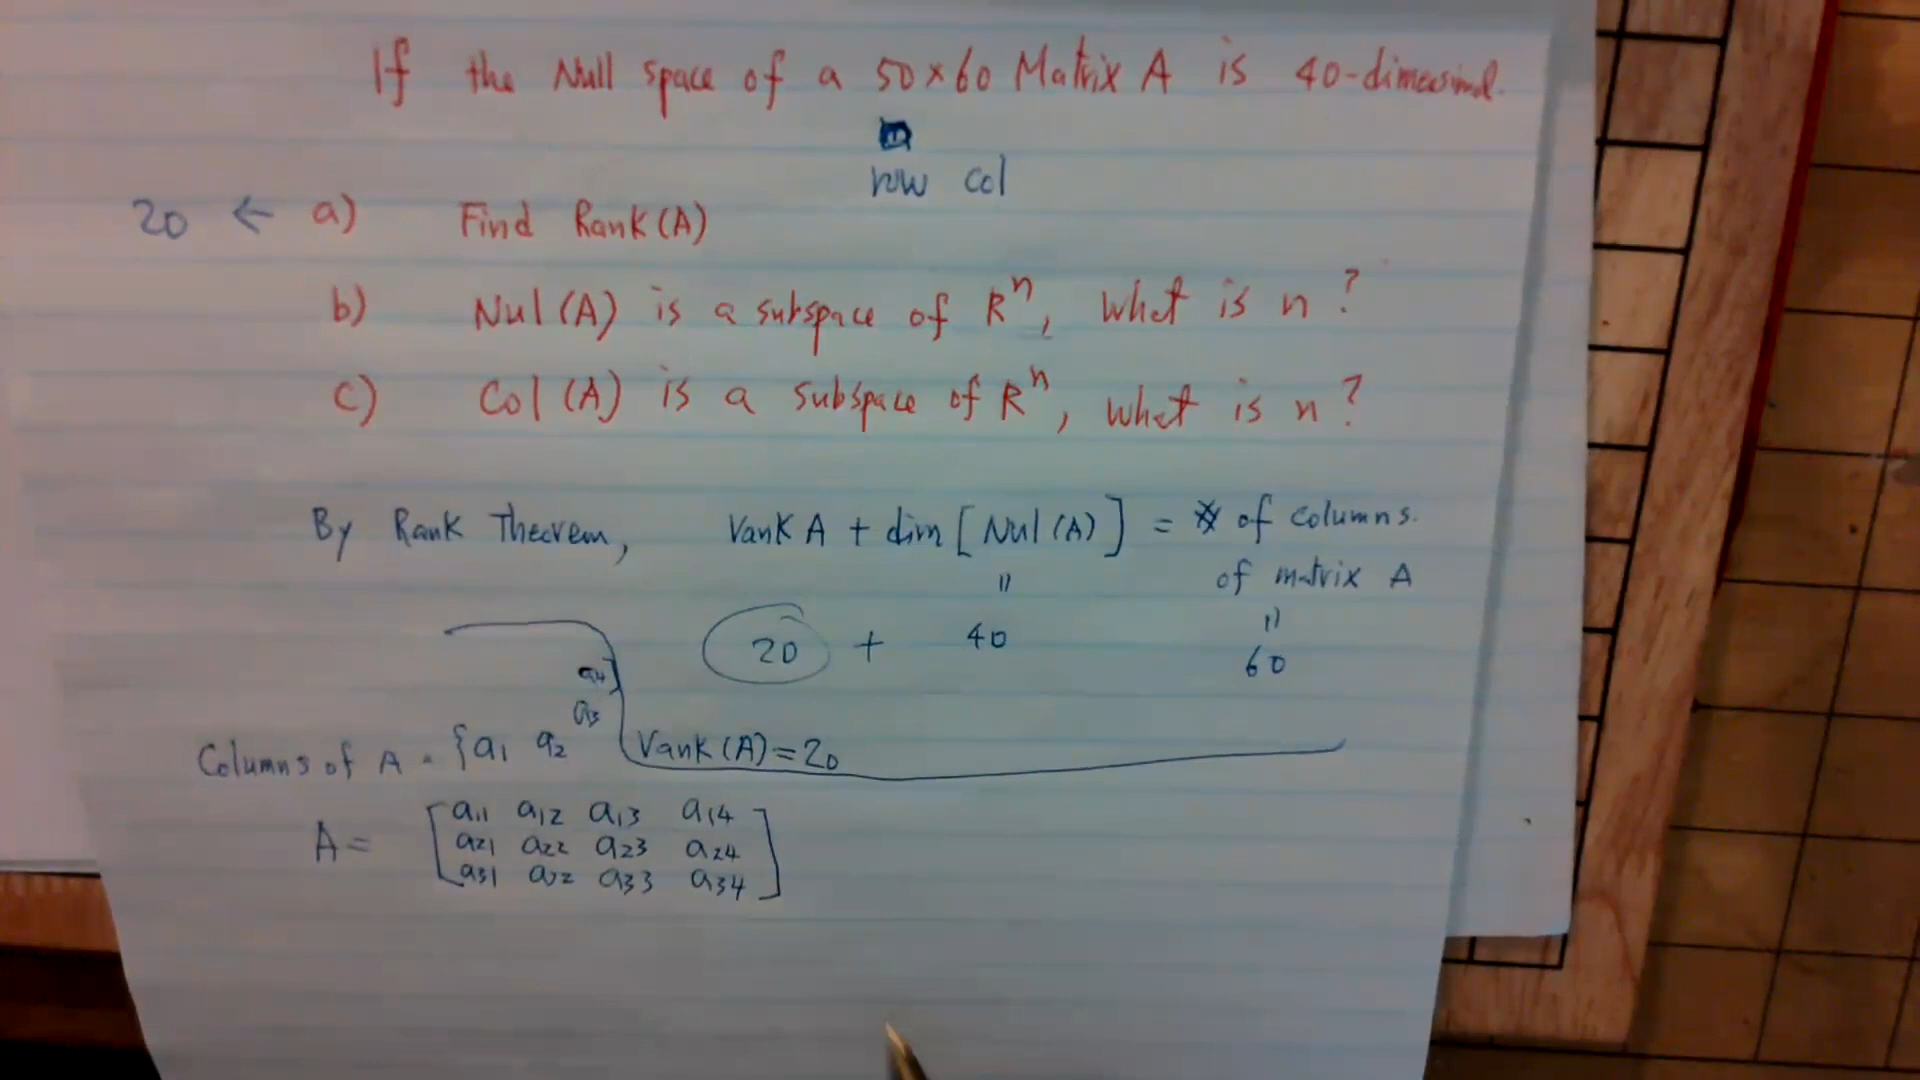 If the Null space of a 50×60 Matrix A is 40-dimensional.
row col
20 ← a) Find Rank(A)
b) Nul(A) is a subspace of Rⁿ, What is n?
c) Col(A) is a subspace of Rⁿ, What is n?
By Rank Theorem, rank A + dim [Nul(A)] = # of columns.
of matrix A
20 + 40
60
a4}
a3
Columns of A = {a1 a2
rank(A)=20
A= [a11 a12 a13 a14
a21 a22 a23 a24
a31 a32 a33 a34]